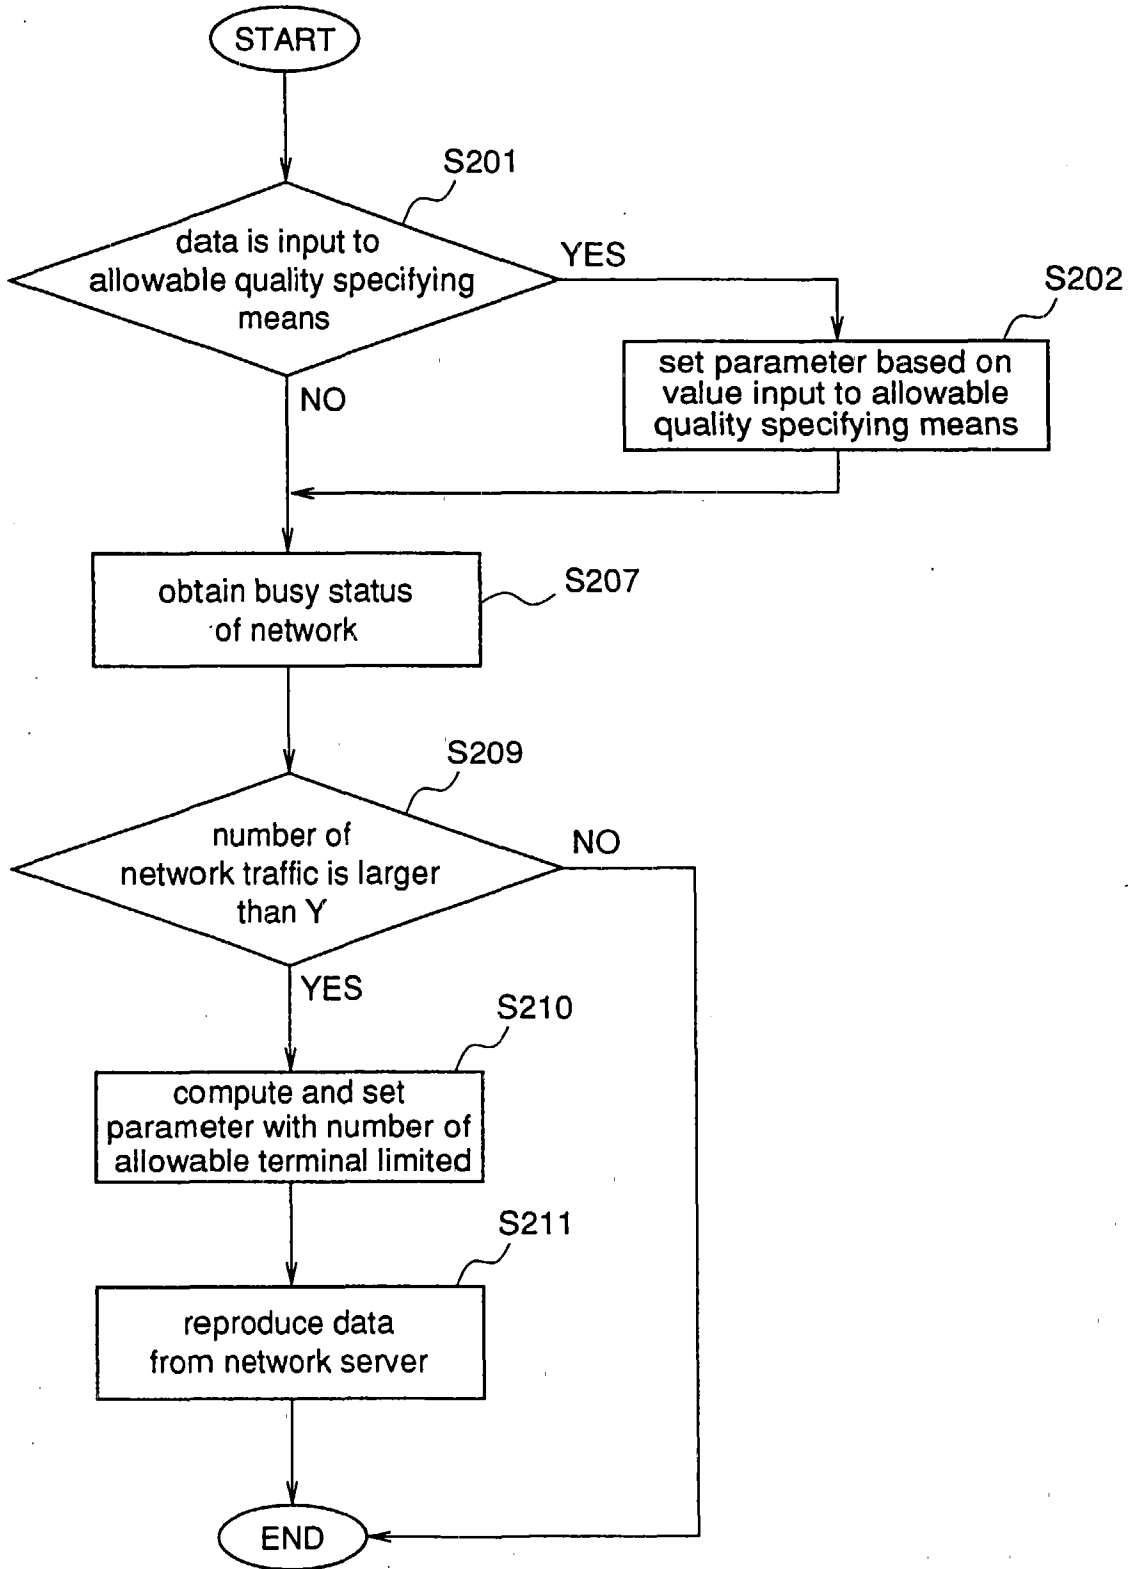 START
S201
data is input to
allowable quality specifying
means
YES
S202
set parameter based on
value input to allowable
quality specifying means
NO
obtain busy status
of network
S207
S209
number of
network traffic is larger
than Y
NO
YES
S210
compute and set
parameter with number of
allowable terminal limited
S211
reproduce data
from network server
END